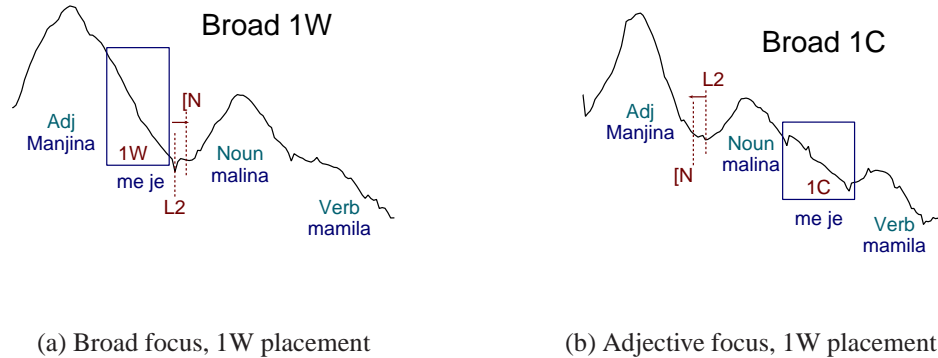 Broad 1W
[N
Adj
Manjina
1W
me je
L2
Noun
malina
Verb
mamila
(a) Broad focus, 1W placement
Broad 1C
L2
Adj
Manjina
[N
Noun
malina
1C
me je
Verb
mamila
(b) Adjective focus, 1W placement